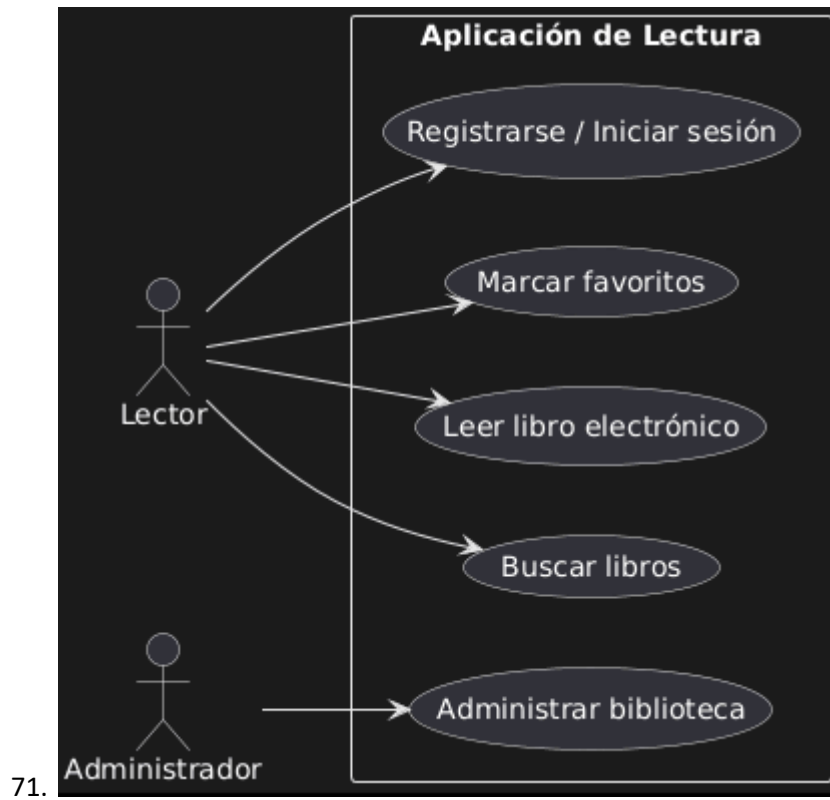 Aplicación de Lectura
Registrarse / Iniciar sesión
Marcar favoritos
Lector
Leer libro electrónico
Buscar libros
Administrar biblioteca
Administrador
71.